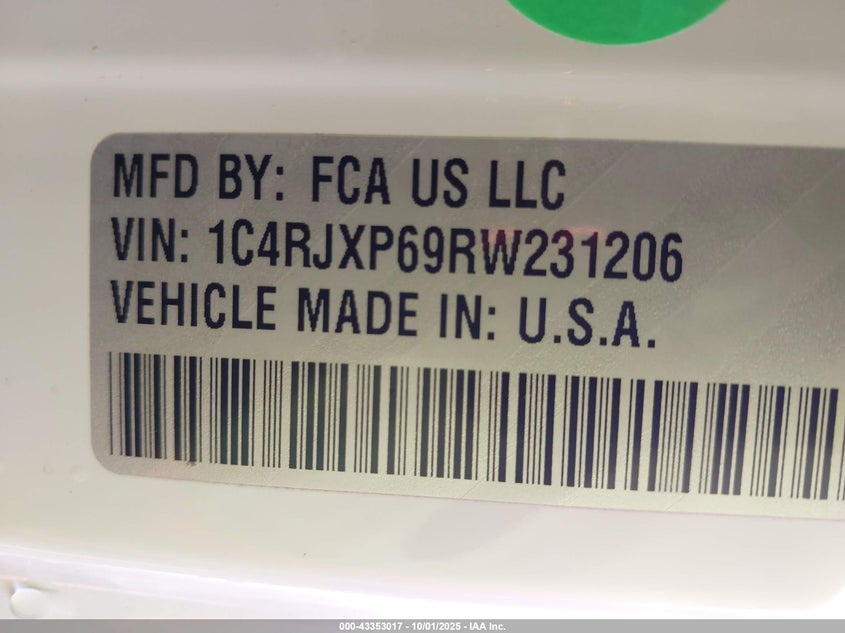 MFD BY: FCA US LLC
VIN: 1C4RJXP69RW231206
VEHICLE MADE IN: U.S.A.
000-43353017 - 10/01/2025 - IAA Inc.